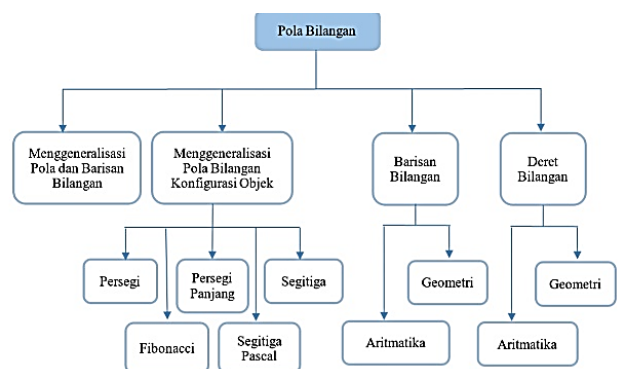 Pola Bilangan
Menggeneralisasi
Pola dan Barisan
Bilangan
Menggeneralisasi
Pola Bilangan
Konfigurasi Objek
Barisan
Bilangan
Deret
Bilangan
Persegi
Persegi
Panjang
Segitiga
Geometri
Geometri
Fibonacci
Segitiga
Pascal
Aritmatika
Aritmatika